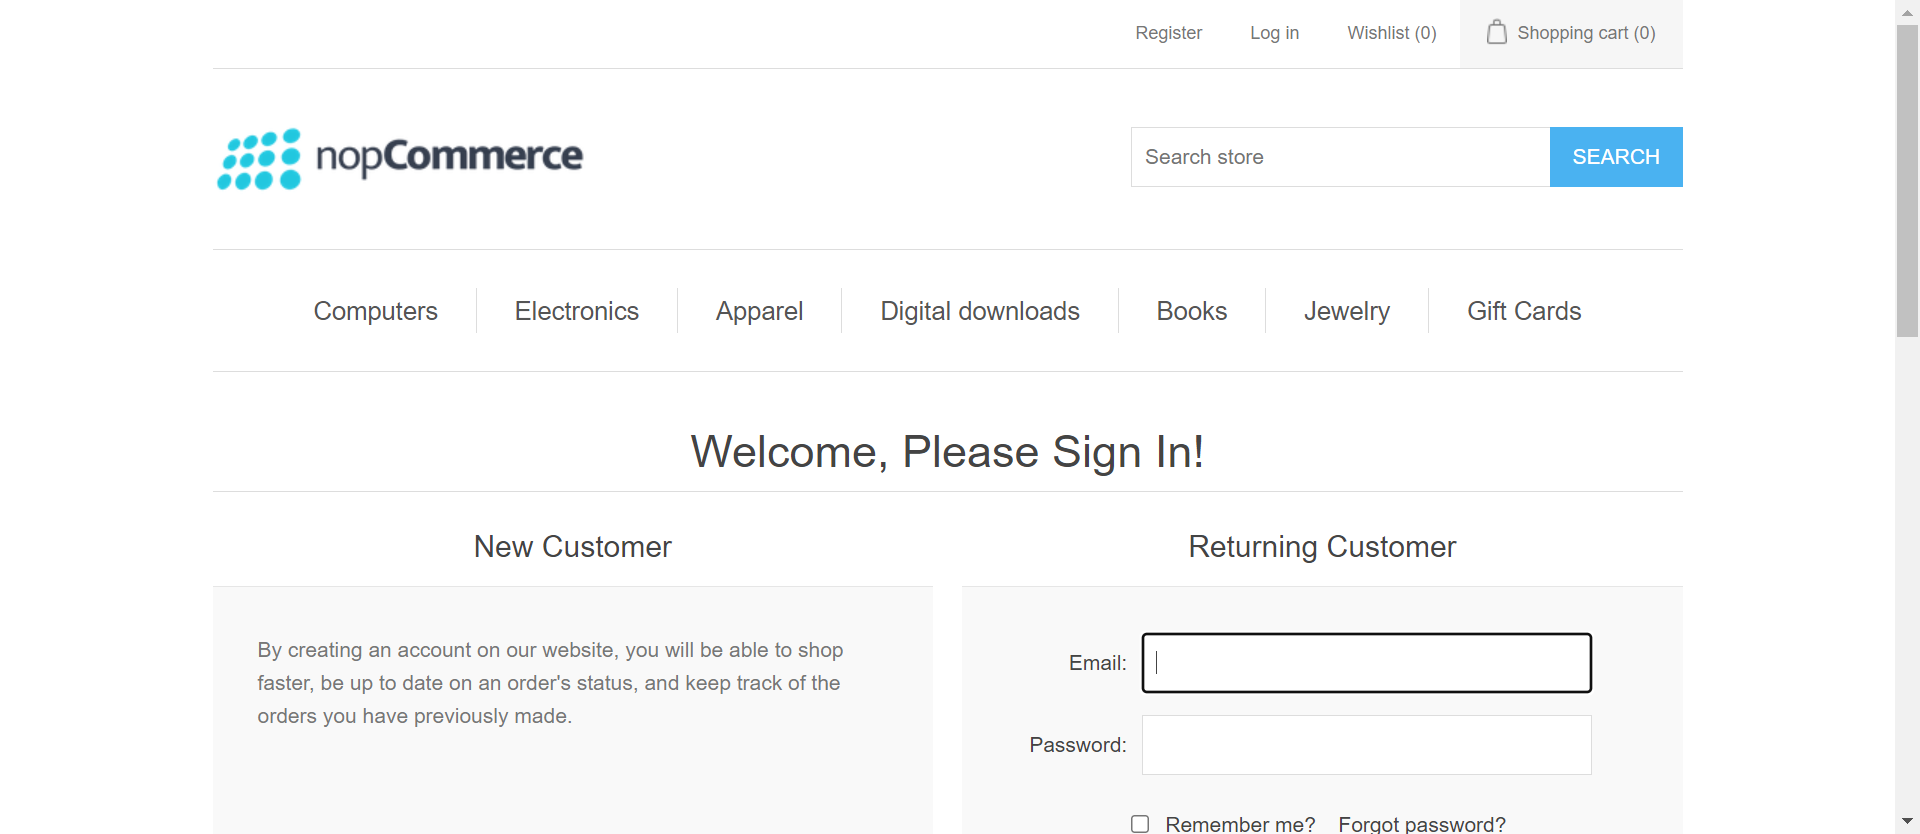 Register Log in Wishlist (0) Shopping cart (0)
nopCommerce
Search store SEARCH
Computers Electronics Apparel Digital downloads Books Jewelry Gift Cards
Welcome, Please Sign In!
New Customer
By creating an account on our website, you will be able to shop
faster, be up to date on an order's status, and keep track of the
orders you have previously made.
Returning Customer
Email:
Password:
Remember me? Forgot password?